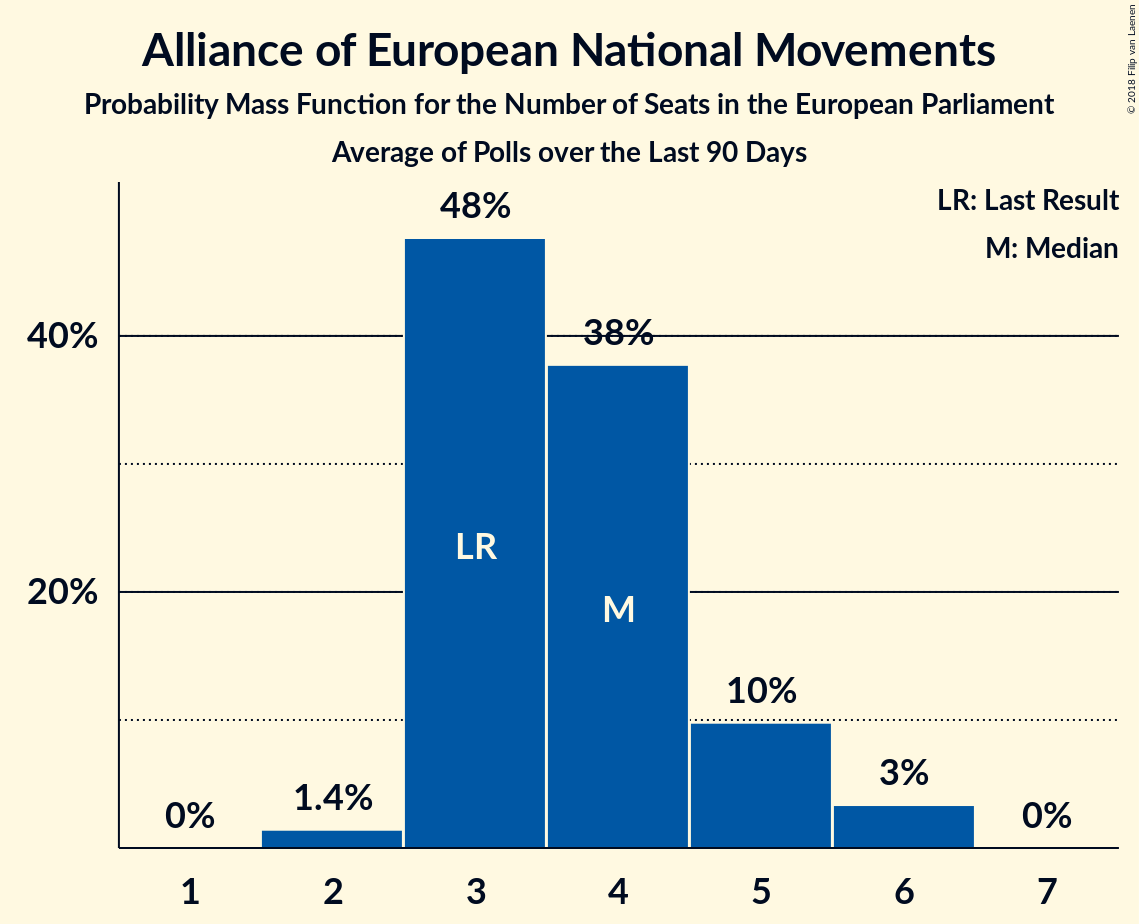 Alliance of European National Movements
Probability Mass Function for the Number of Seats in the European Parliament
Average of Polls over the Last 90 Days
© 2018 Filip van Laenen
LR: Last Result
M: Median
48%
38%
40%
LR
20%
M
10%
3%
1.4%
0%
0%
1 2 3 4 5 6 7